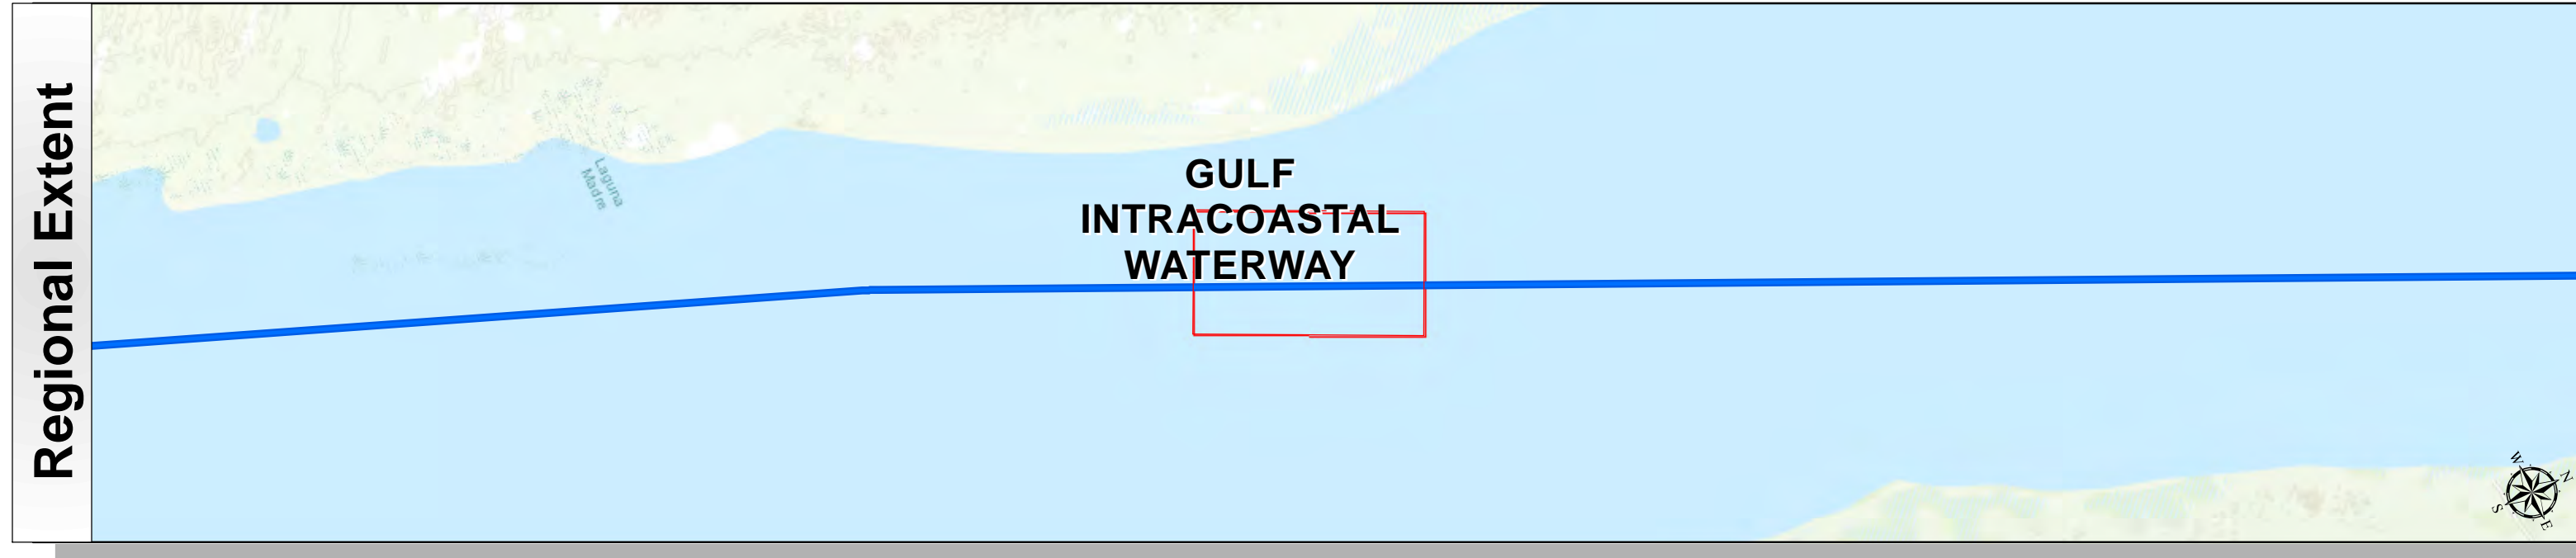 Regional Extent
Laguna
Madre
GULF
INTRACOASTAL
WATERWAY
W
N
S
E